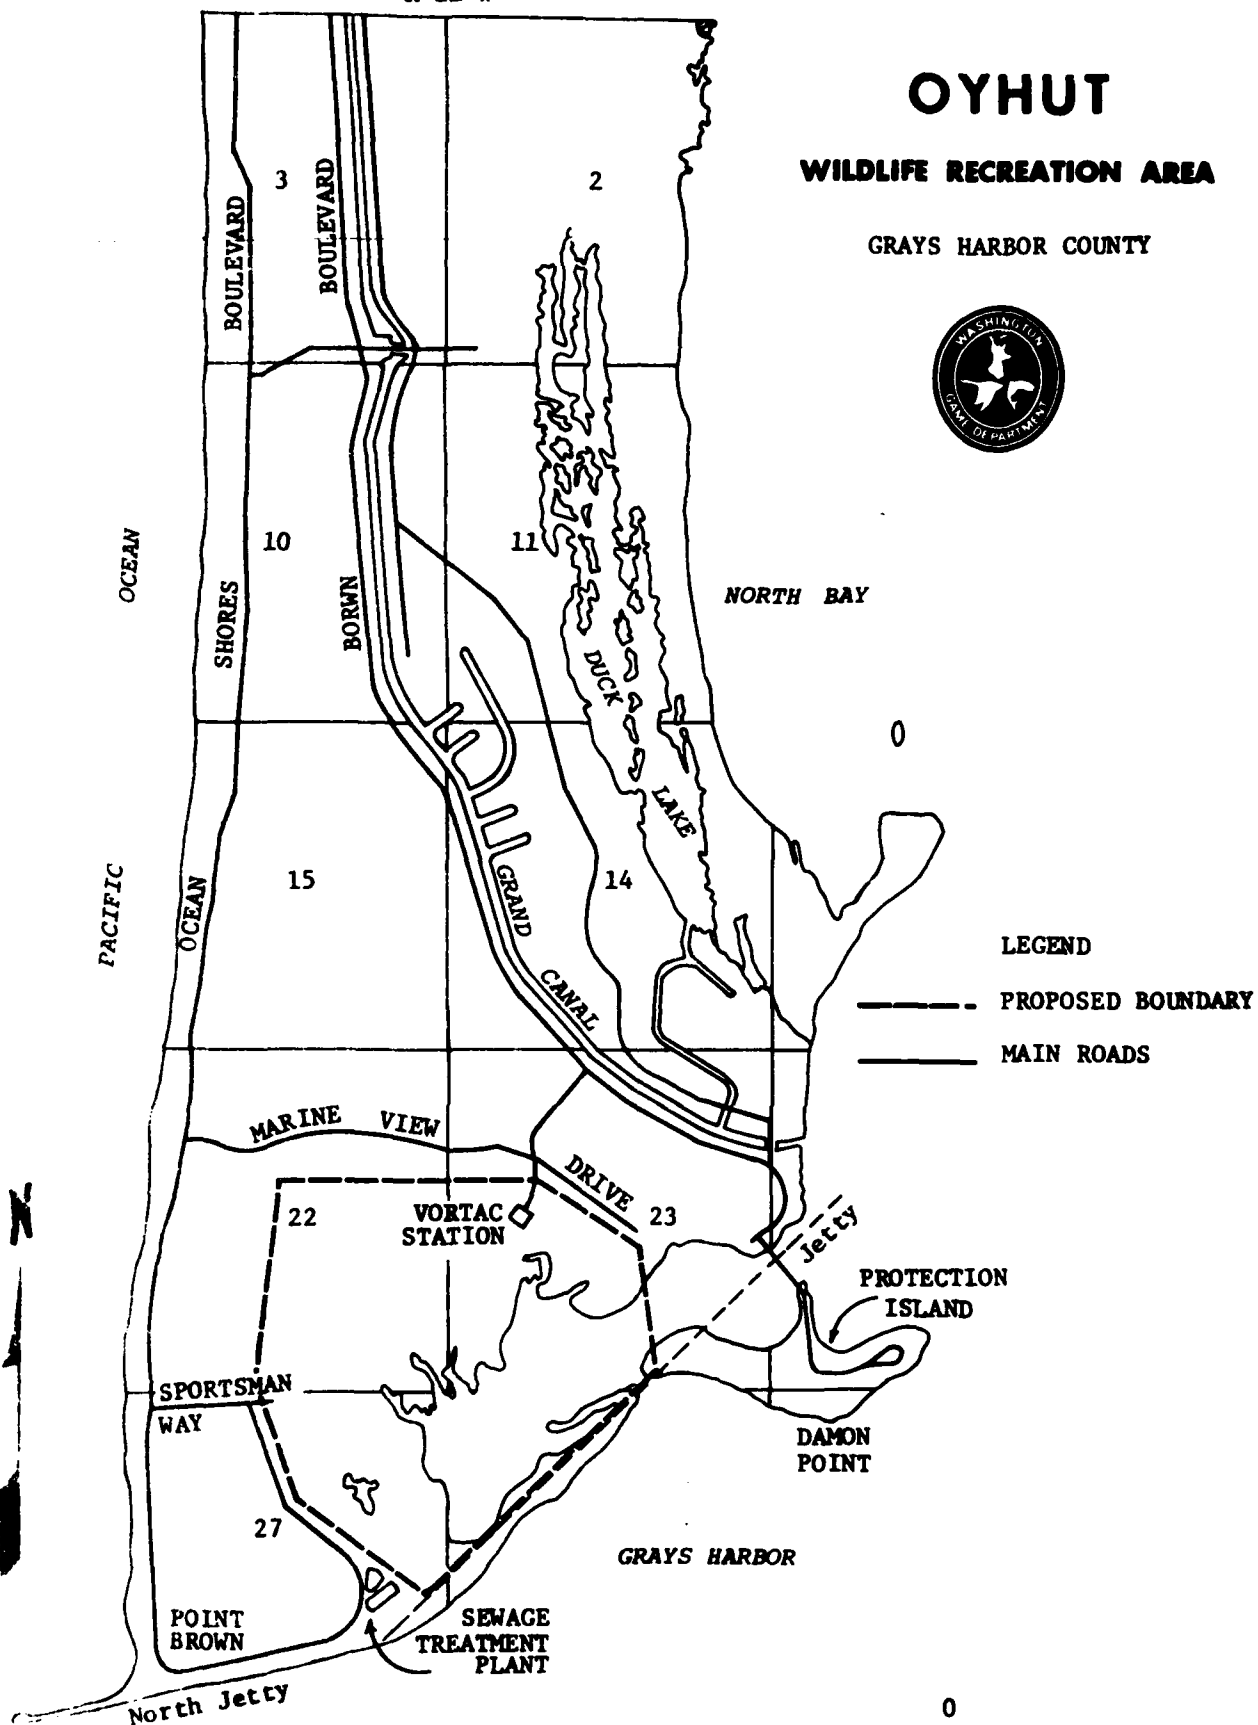 OYHUT
WILDLIFE RECREATION AREA
GRAYS HARBOR COUNTY
WASHINGTON
GAME DEPARTMENT
3
2
BOULEVARD
BOULEVARD
10
11
OCEAN
SHORES
BORWN
NORTH BAY
DUCK
LAKE
0
15
14
PACIFIC
OCEAN
GRAND
CANAL
LEGEND
PROPOSED BOUNDARY
MAIN ROADS
MARINE VIEW
DRIVE
22
VORTAC
STATION
23
Jetty
PROTECTION
ISLAND
SPORTSMAN
WAY
DAMON
POINT
27
GRAYS HARBOR
POINT
BROWN
SEWAGE
TREATMENT
PLANT
North Jetty
0